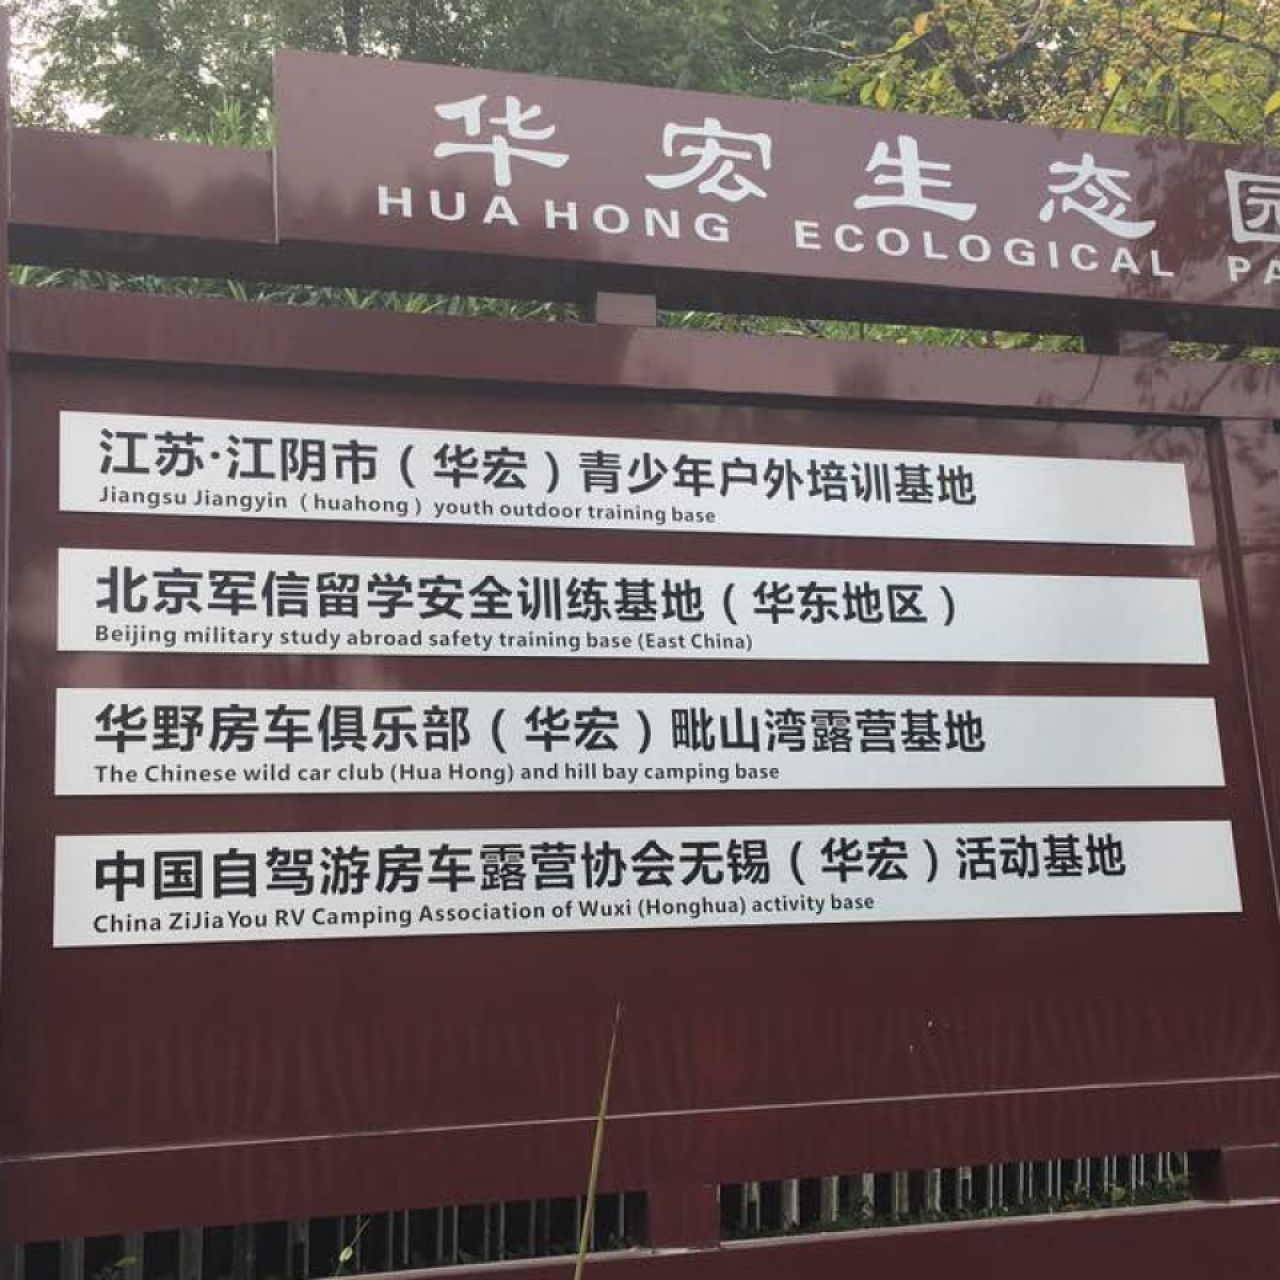 华宏生态园
HUA HONG ECOLOGICAL
江苏·江阴市（华宏）青少年户外培训基地
Jiangsu Jiangyin （huahong） youth outdoor training base
北京军信留学安全训练基地（华东地区）
Beijing military study abroad safety training base (East China)
华野房车俱乐部（华宏）毗山湾露营基地
The Chinese wild car club (Hua Hong) and hill bay camping base
中国自驾游房车露营协会无锡（华宏）活动基地
China ZiJiaYou RV Camping Association of Wuxi (Honghua) activity base